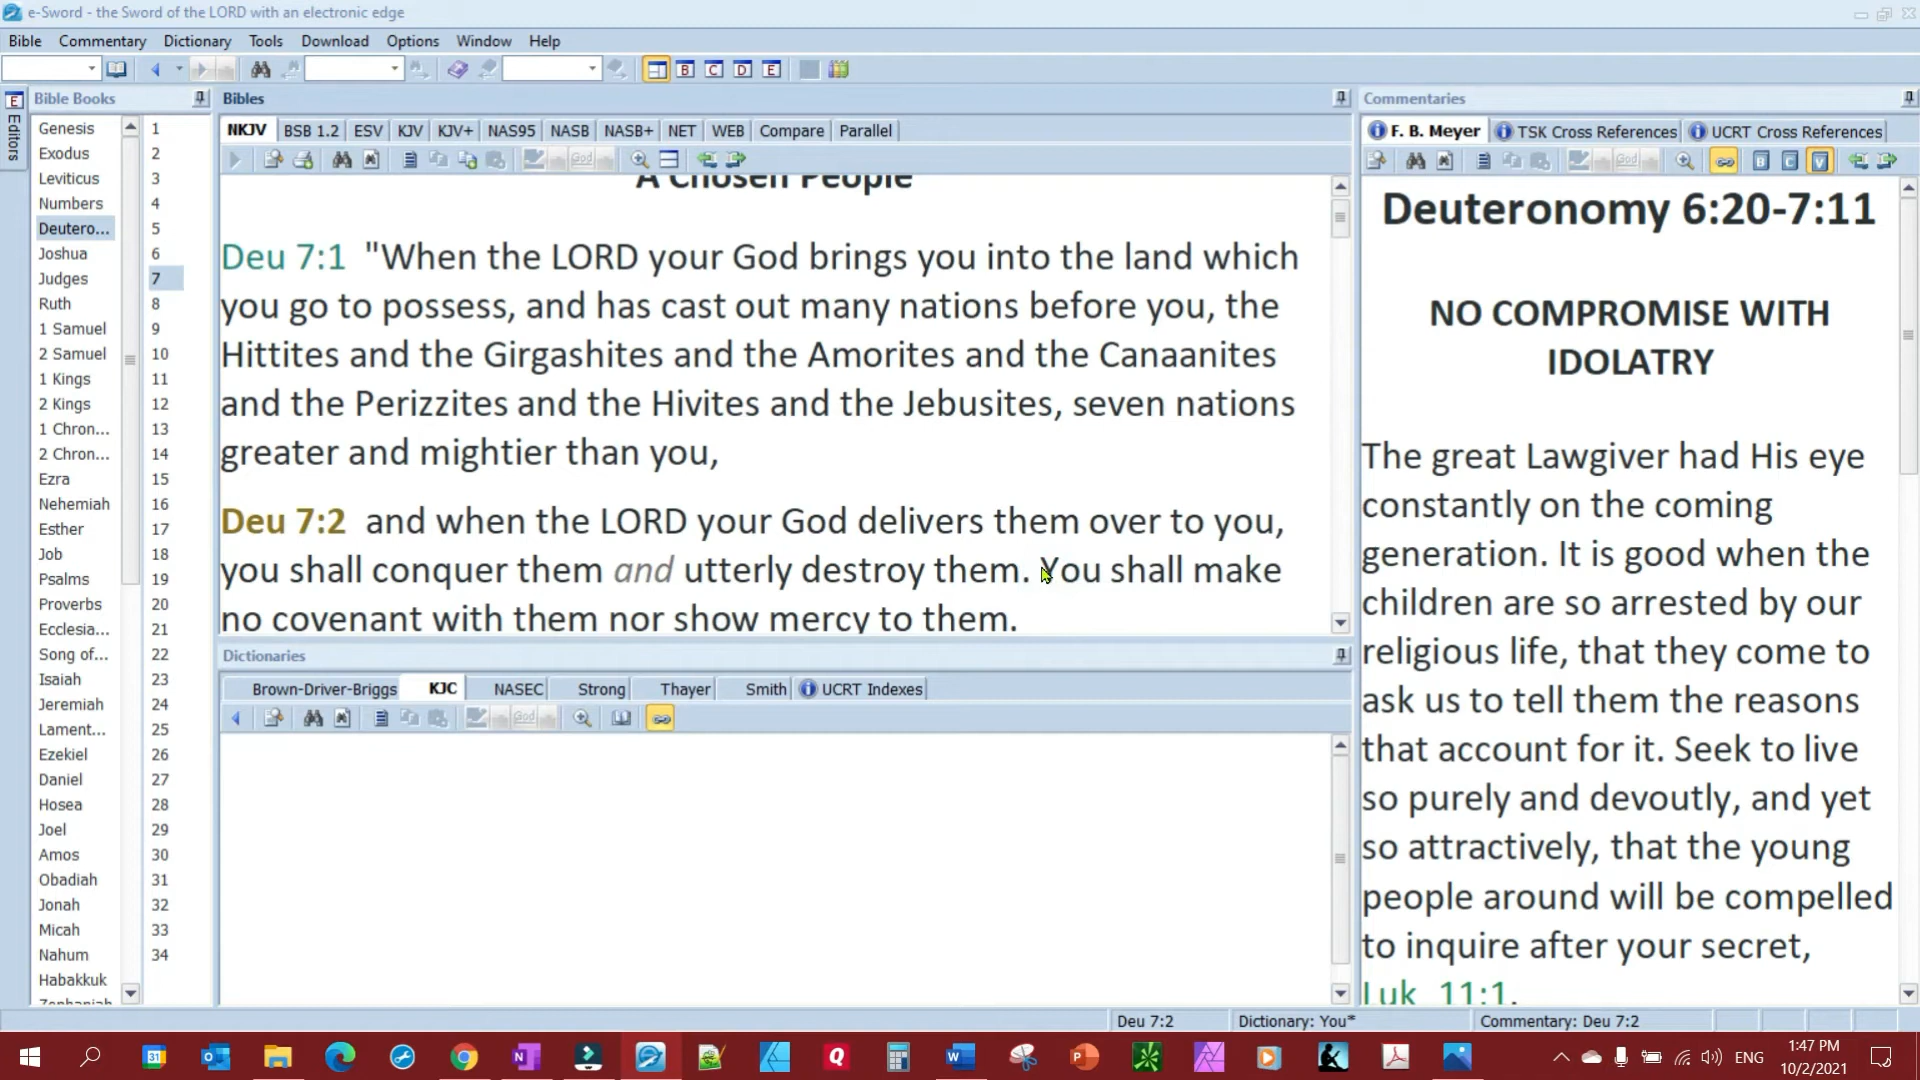 e-Sword - the Sword of the LORD with an electronic edge
Bible Commentary Dictionary Tools Download Options Window Help
B C D E
Editors
Bible Books
Genesis
Exodus
Leviticus
Numbers
Deutero...
Joshua
Judges
Ruth
1 Samuel
2 Samuel
1 Kings
2 Kings
1 Chron...
2 Chron...
Ezra
Nehemiah
Esther
Job
Psalms
Proverbs
Ecclesia...
Song of...
Isaiah
Jeremiah
Lament...
Ezekiel
Daniel
Hosea
Joel
Amos
Obadiah
Jonah
Micah
Nahum
Habakkuk
Zephaniah
1
2
3
4
5
6
7
8
9
10
11
12
13
14
15
16
17
18
19
20
21
22
23
24
25
26
27
28
29
30
31
32
33
34
Bibles
NKJV BSB 1.2 ESV KJV KJV+ NAS95 NASB NASB+ NET WEB Compare Parallel
God
A Chosen People
Deu 7:1 "When the LORD your God brings you into the land which
you go to possess, and has cast out many nations before you, the
Hittites and the Girgashites and the Amorites and the Canaanites
and the Perizzites and the Hivites and the Jebusites, seven nations
greater and mightier than you,
Deu 7:2 and when the LORD your God delivers them over to you,
you shall conquer them and utterly destroy them. You shall make
no covenant with them nor show mercy to them.
Dictionaries
Brown-Driver-Briggs KJC NASEC Strong Thayer Smith UCRT Indexes
God
Commentaries
F. B. Meyer TSK Cross References UCRT Cross References
God B C V
Deuteronomy 6:20-7:11
NO COMPROMISE WITH
IDOLATRY
The great Lawgiver had His eye
constantly on the coming
generation. It is good when the
children are so arrested by our
religious life, that they come to
ask us to tell them the reasons
that account for it. Seek to live
so purely and devoutly, and yet
so attractively, that the young
people around will be compelled
to inquire after your secret,
Luk 11:1.
Deu 7:2 Dictionary: You* Commentary: Deu 7:2
ENG
1:47 PM
10/2/2021